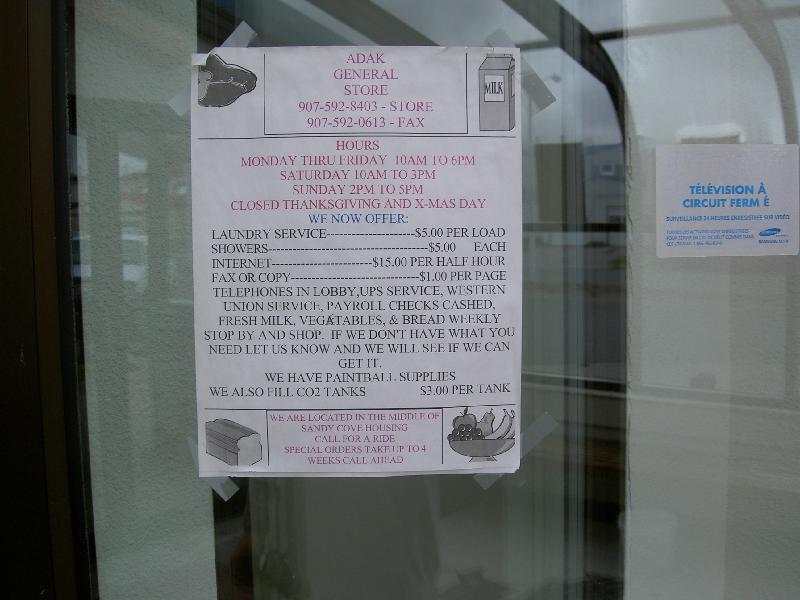 ADAK
GENERAL
STORE
907-592-8403 - STORE
907-592-0613 - FAX
MILK
HOURS
MONDAY THRU FRIDAY 10AM TO 6PM
SATURDAY 10AM TO 3PM
SUNDAY 2PM TO 5PM
CLOSED THANKSGIVING AND X-MAS DAY
WE NOW OFFER:
LAUNDRY SERVICE--------------------$5.00 PER LOAD
SHOWERS------------------------------------$5.00 EACH
INTERNET-----------------------$15.00 PER HALF HOUR
FAX OR COPY-----------------------------$1.00 PER PAGE
TELEPHONES IN LOBBY,UPS SERVICE, WESTERN
UNION SERVICE, PAYROLL CHECKS CASHED,
FRESH MILK, VEGATABLES, & BREAD WEEKLY
STOP BY AND SHOP. IF WE DON'T HAVE WHAT YOU
NEED LET US KNOW AND WE WILL SEE IF WE CAN
GET IT.
WE HAVE PAINTBALL SUPPLIES
WE ALSO FILL CO2 TANKS $3.00 PER TANK
WE ARE LOCATED IN THE MIDDLE OF
SANDY COVE HOUSING
CALL FOR A RIDE
SPECIAL ORDERS TAKE UP TO 4
WEEKS CALL AHEAD
TÉLÉVISION À
CIRCUIT FERM É
SURVEILLANCE 24 HEURES ENREGISTREE SUR VIDÉO
SAMSUNG